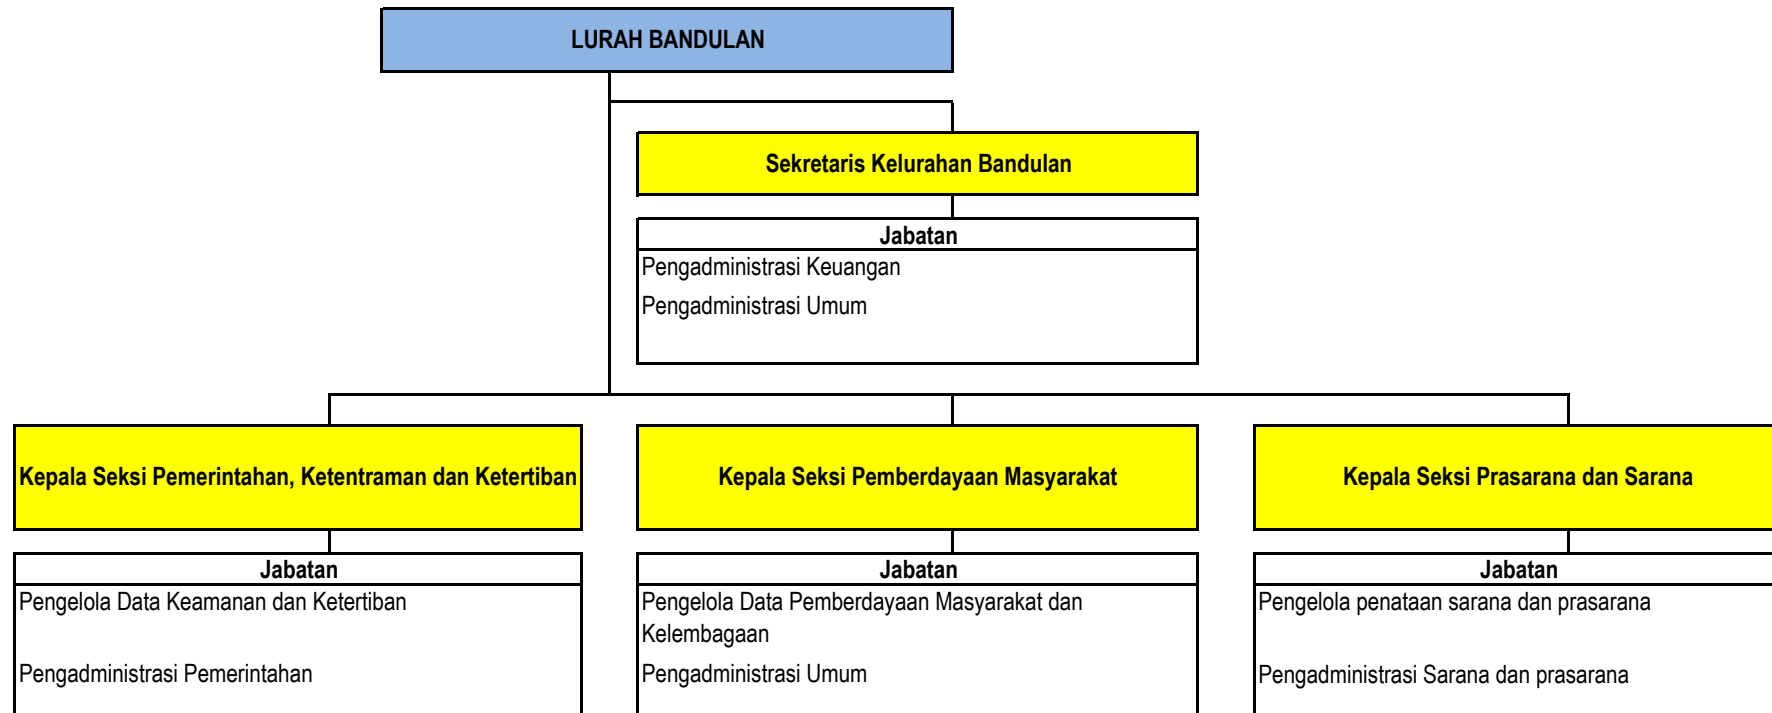 LURAH BANDULAN
Sekretaris Kelurahan Bandulan
Jabatan
Pengadministrasi Keuangan
Pengadministrasi Umum
Kepala Seksi Pemerintahan, Ketentraman dan Ketertiban
Jabatan
Pengelola Data Keamanan dan Ketertiban
Pengadministrasi Pemerintahan
Kepala Seksi Pemberdayaan Masyarakat
Jabatan
Pengelola Data Pemberdayaan Masyarakat dan
Kelembagaan
Pengadministrasi Umum
Kepala Seksi Prasarana dan Sarana
Jabatan
Pengelola penataan sarana dan prasarana
Pengadministrasi Sarana dan prasarana